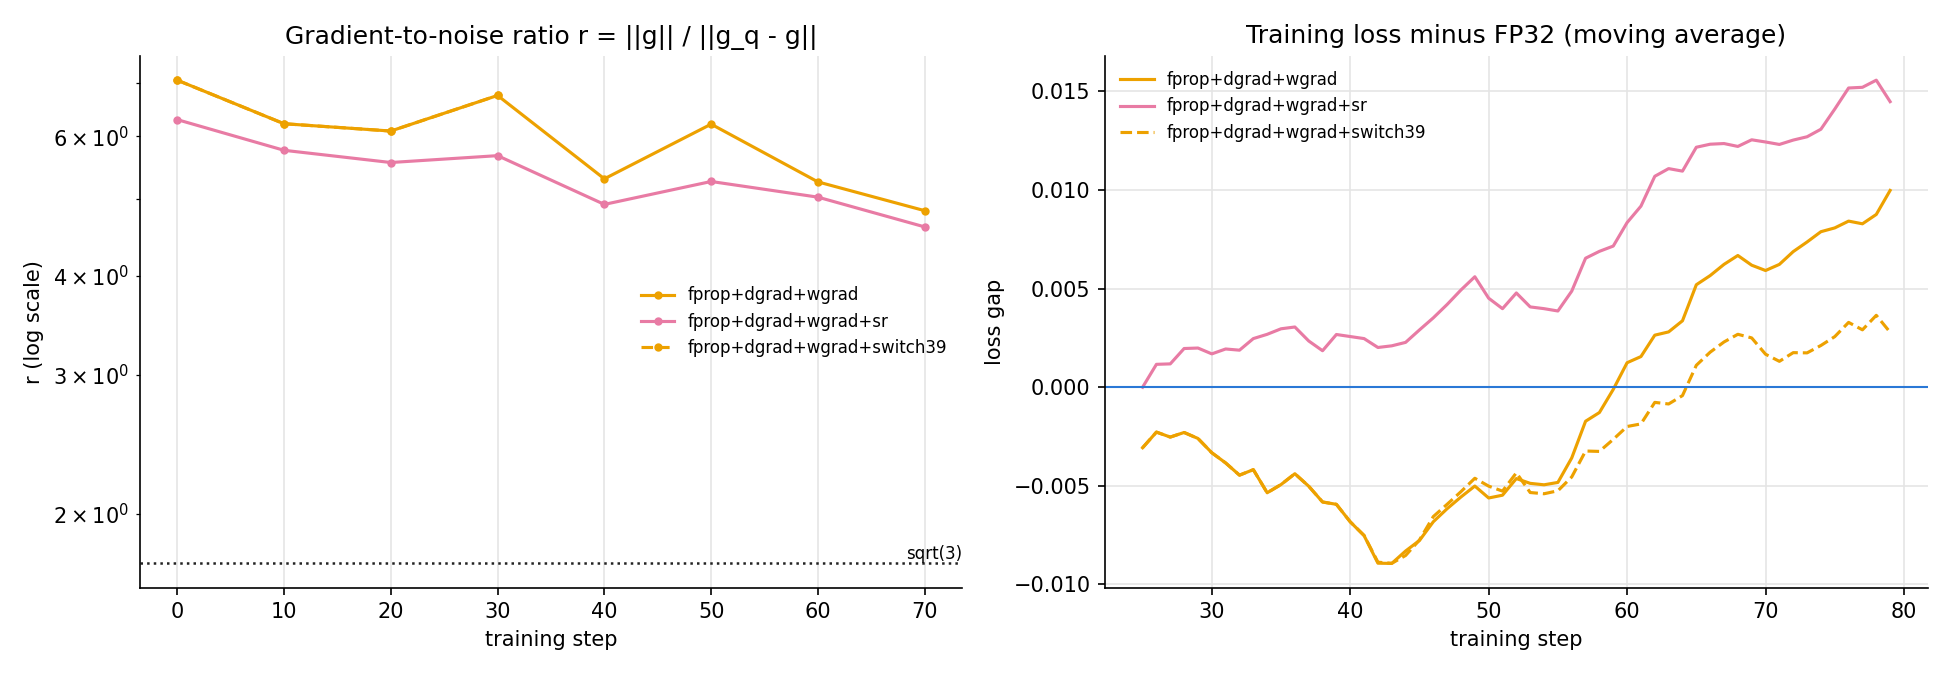 Gradient-to-noise ratio r = ||g|| / ||g_q - g||
r (log scale)
6 × 10⁰
4 × 10⁰
3 × 10⁰
2 × 10⁰
fprop+dgrad+wgrad
fprop+dgrad+wgrad+sr
fprop+dgrad+wgrad+switch39
sqrt(3)
0 10 20 30 40 50 60 70
training step
Training loss minus FP32 (moving average)
fprop+dgrad+wgrad
fprop+dgrad+wgrad+sr
fprop+dgrad+wgrad+switch39
loss gap
0.015
0.010
0.005
0.000
−0.005
−0.010
30 40 50 60 70 80
training step